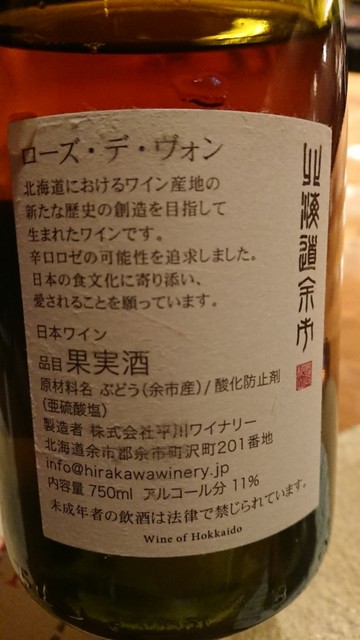 ローズ・デ・ヴォン
北海道におけるワイン産地の
新たな歴史の創造を目指して
生まれたワインです。
辛口ロゼの可能性を追求しました。
日本の食文化に寄り添い、
愛されることを願っています。
北海道余市
日本ワイン
品目 果実酒
原材料名 ぶどう(余市産)/酸化防止剤
(亜硫酸塩)
製造者 株式会社平川ワイナリー
北海道余市郡余市町沢町201番地
info@hirakawawinery.jp
内容量 750ml アルコール分 11%
未成年者の飲酒は法律で禁じられています。
Wine of Hokkaido